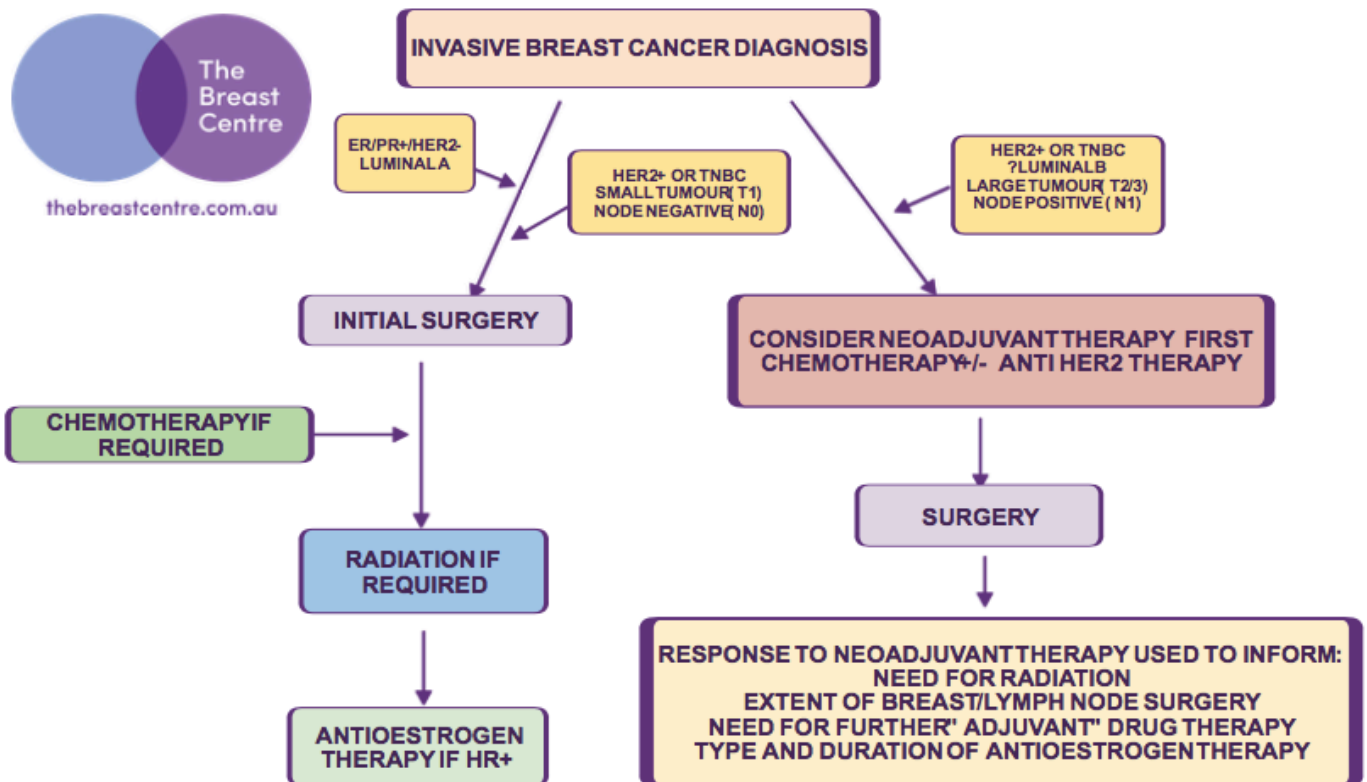 The
Breast
Centre
thebreastcentre.com.au
INVASIVE BREAST CANCER DIAGNOSIS
ER/PR+/HER2-
LUMINAL A
HER2+ OR TNBC
SMALL TUMOUR( T1)
NODE NEGATIVE( N0)
HER2+ OR TNBC
?LUMINAL B
LARGE TUMOUR( T2/3)
NODE POSITIVE ( N1)
INITIAL SURGERY
CONSIDER NEOADJUVANT THERAPY FIRST
CHEMOTHERAPY+/- ANTI HER2 THERAPY
CHEMOTHERAPY IF
REQUIRED
SURGERY
RADIATION IF
REQUIRED
RESPONSE TO NEOADJUVANT THERAPY USED TO INFORM:
NEED FOR RADIATION
EXTENT OF BREAST/LYMPH NODE SURGERY
NEED FOR FURTHER" ADJUVANT" DRUG THERAPY
TYPE AND DURATION OF ANTIOESTROGEN THERAPY
ANTIOESTROGEN
THERAPY IF HR+